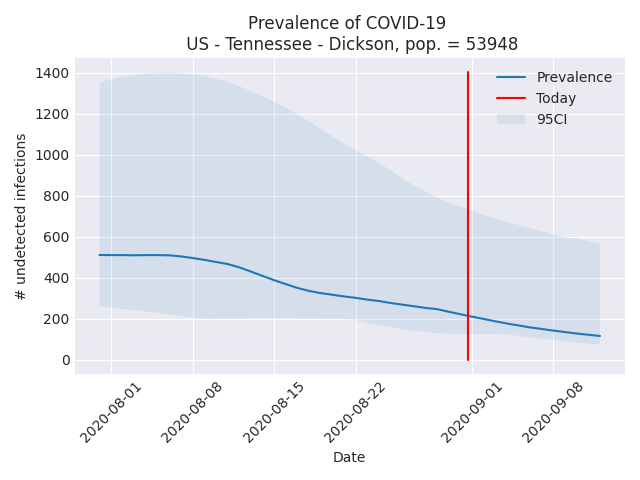 Prevalence of COVID-19
US - Tennessee - Dickson, pop. = 53948
Prevalence
Today
95CI
# undetected infections
1400
1200
1000
800
600
400
200
0
2020-08-01
2020-08-08
2020-08-15
2020-08-22
2020-09-01
2020-09-08
Date